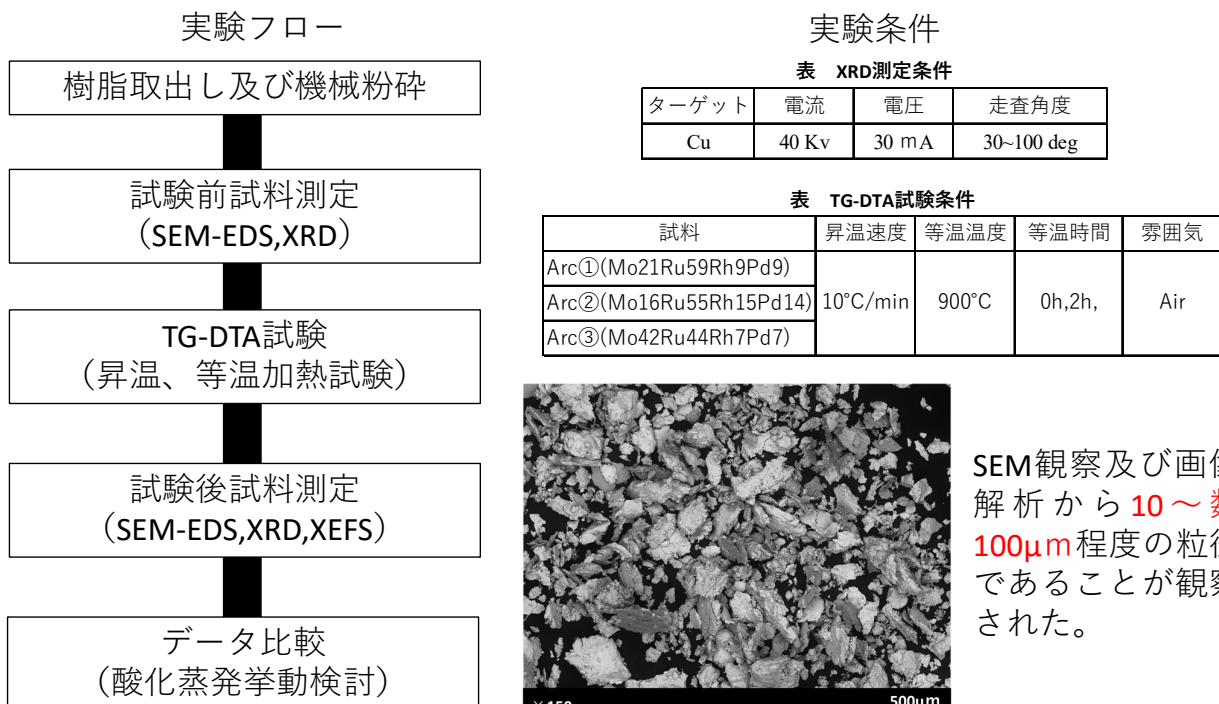 実験フロー
樹脂取出し及び機械粉砕
試験前試料測定
（SEM-EDS,XRD）
TG-DTA試験
（昇温、等温加熱試験）
試験後試料測定
（SEM-EDS,XRD,XEFS）
データ比較
（酸化蒸発挙動検討）
実験条件
表　XRD測定条件
ターゲット 電流 電圧 走査角度
Cu 40 Kv 30 ｍA 30~100 deg
表　TG-DTA試験条件
試料 昇温速度 等温温度 等温時間 雰囲気
Arc①(Mo21Ru59Rh9Pd9)
Arc②(Mo16Ru55Rh15Pd14) 10℃/min 900℃ 0h,2h, Air
Arc③(Mo42Ru44Rh7Pd7)
500μm
SEM観察及び画像
解析から10～数
100μｍ程度の粒径
であることが観察
された。